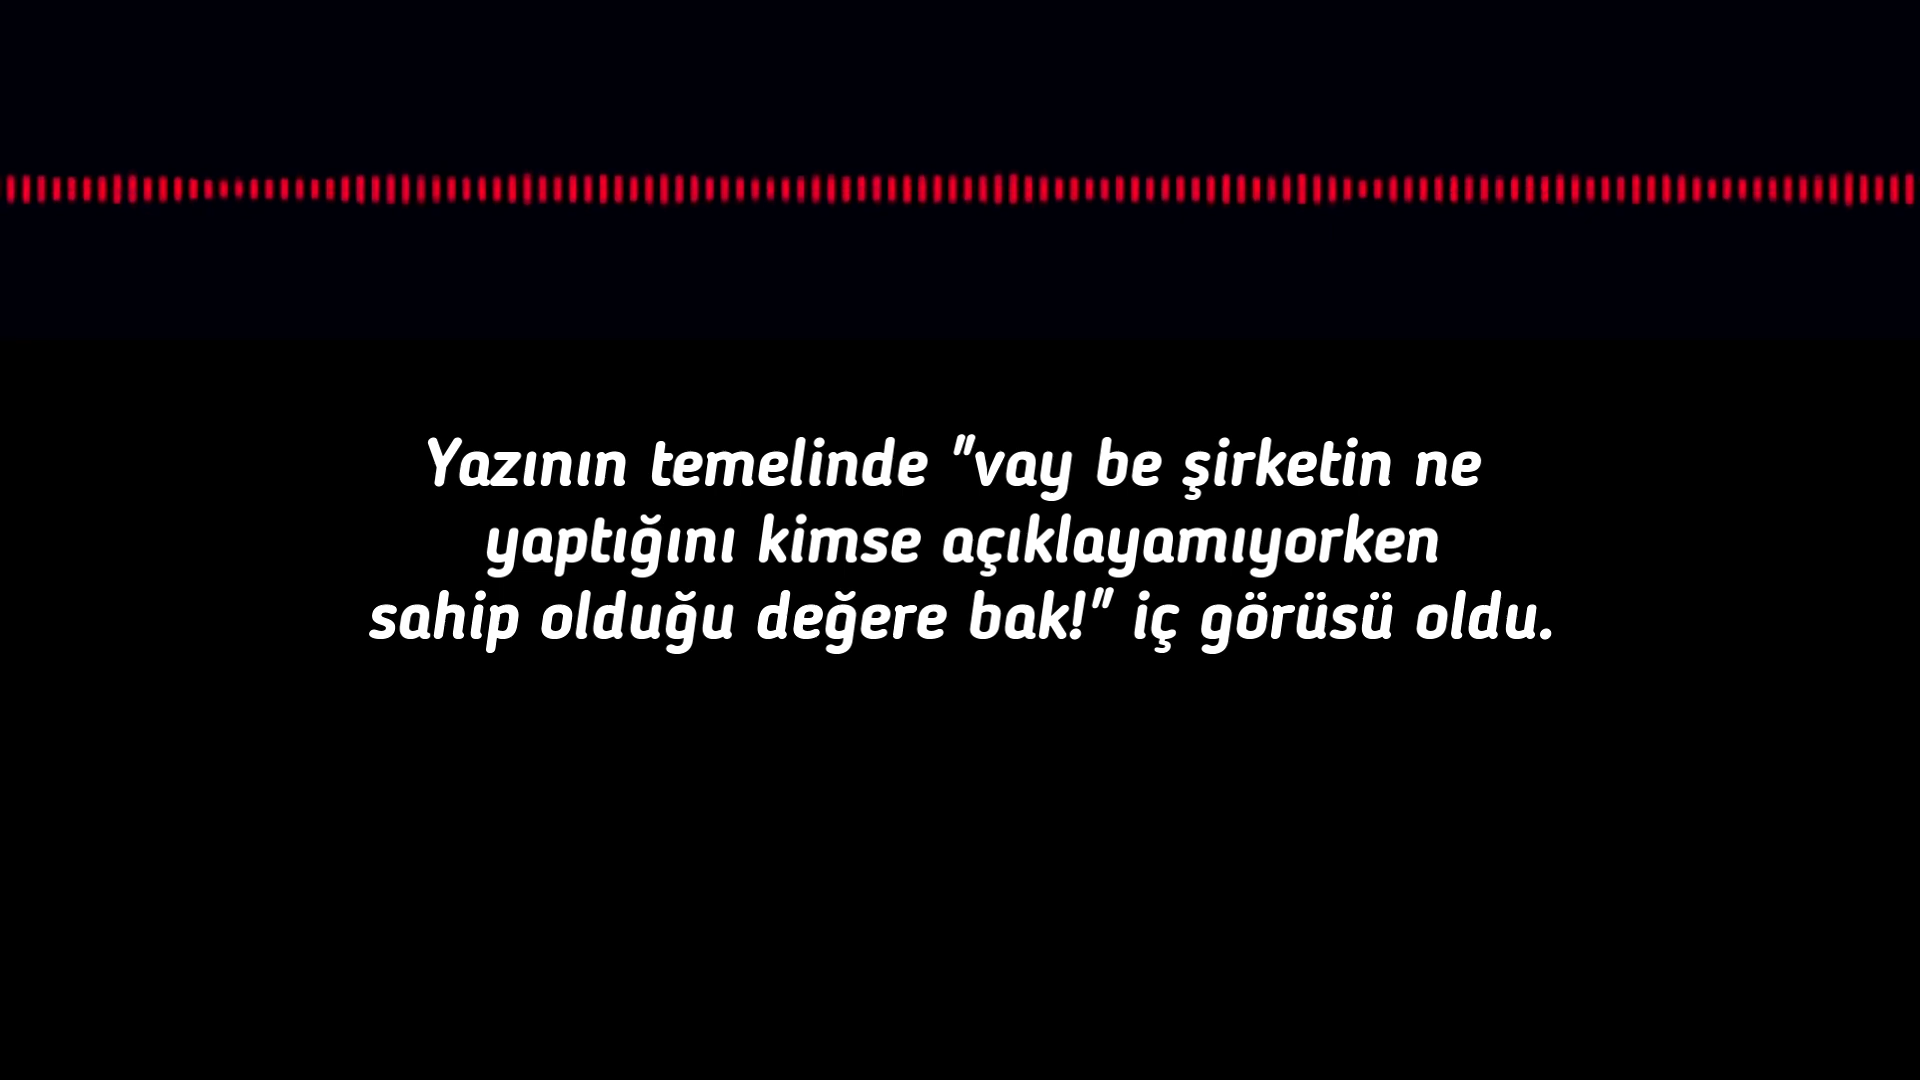 Yazının temelinde "vay be şirketin ne
yaptığını kimse açıklayamıyorken
sahip olduğu değere bak!" iç görüsü oldu.